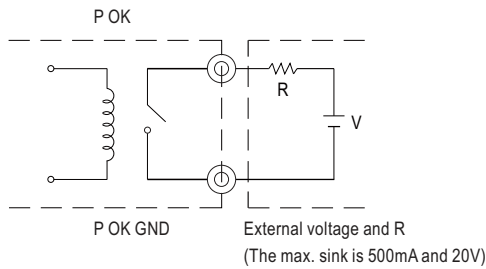 P OK
R
V
P OK GND
External voltage and R
(The max. sink is 500mA and 20V)